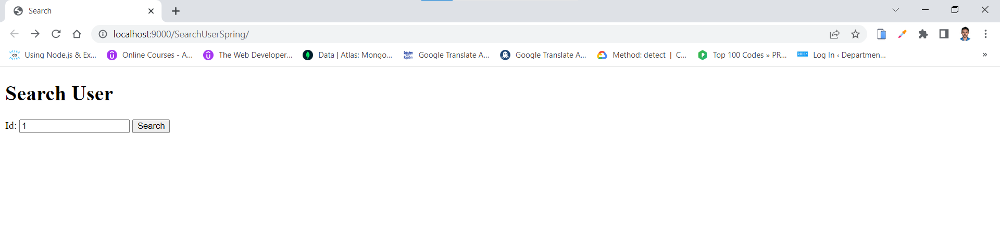 Search
localhost:9000/SearchUserSpring/
Using Node.js & Ex... Online Courses - A... The Web Developer... Data | Atlas: Mongo... Google Translate A... Google Translate A... Method: detect | C... Top 100 Codes » PR... Log In ‹ Departmen... »
Search User
Id: 1 Search